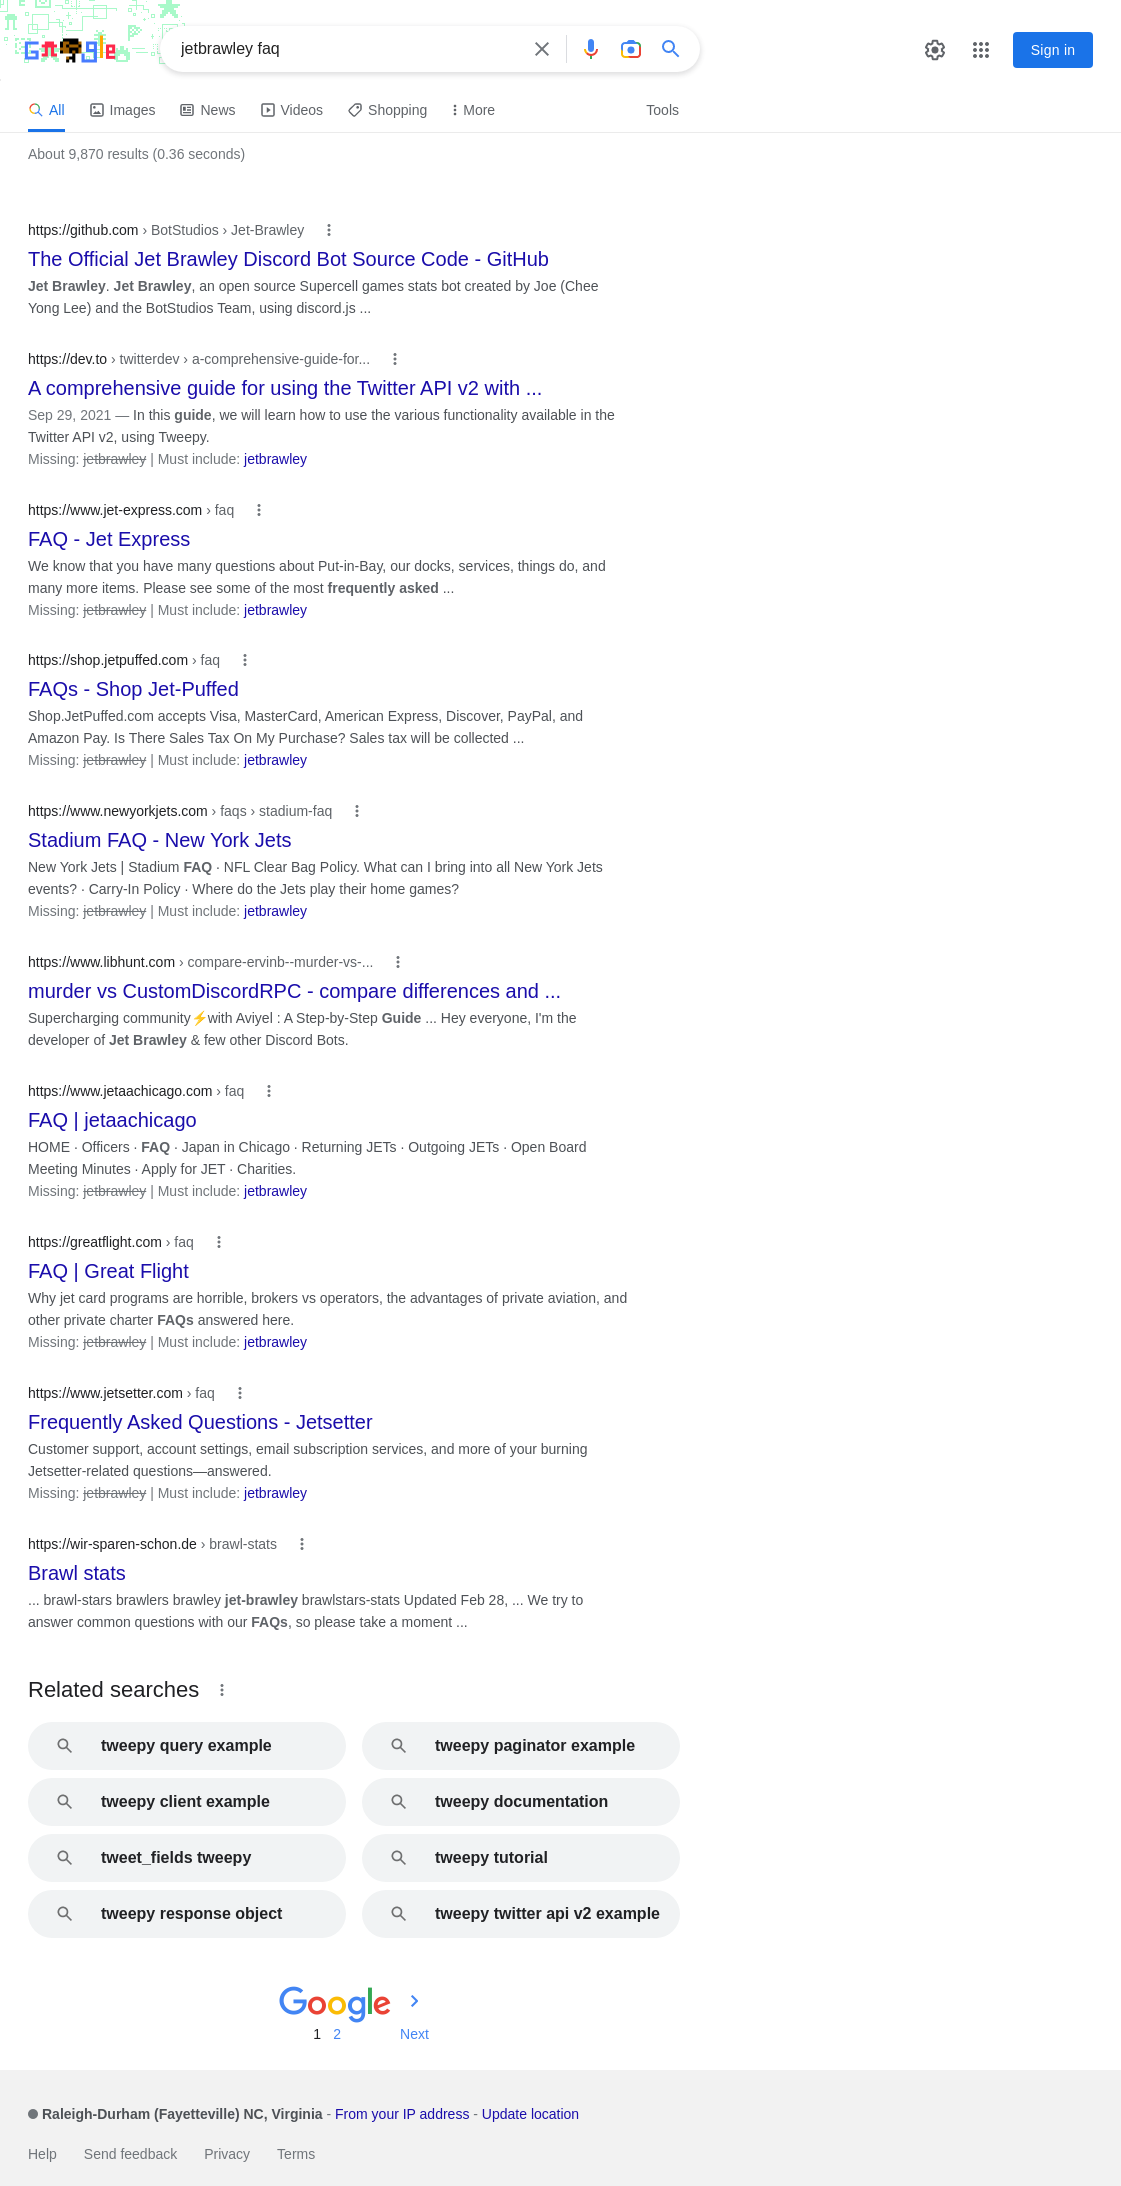 Google
jetbrawley faq
Sign in
All Images News Videos Shopping More Tools
About 9,870 results (0.36 seconds)
https://github.com › BotStudios › Jet-Brawley
The Official Jet Brawley Discord Bot Source Code - GitHub
Jet Brawley. Jet Brawley, an open source Supercell games stats bot created by Joe (Chee
Yong Lee) and the BotStudios Team, using discord.js ...
https://dev.to › twitterdev › a-comprehensive-guide-for...
A comprehensive guide for using the Twitter API v2 with ...
Sep 29, 2021 — In this guide, we will learn how to use the various functionality available in the
Twitter API v2, using Tweepy.
Missing: jetbrawley | Must include: jetbrawley
https://www.jet-express.com › faq
FAQ - Jet Express
We know that you have many questions about Put-in-Bay, our docks, services, things do, and
many more items. Please see some of the most frequently asked ...
Missing: jetbrawley | Must include: jetbrawley
https://shop.jetpuffed.com › faq
FAQs - Shop Jet-Puffed
Shop.JetPuffed.com accepts Visa, MasterCard, American Express, Discover, PayPal, and
Amazon Pay. Is There Sales Tax On My Purchase? Sales tax will be collected ...
Missing: jetbrawley | Must include: jetbrawley
https://www.newyorkjets.com › faqs › stadium-faq
Stadium FAQ - New York Jets
New York Jets | Stadium FAQ · NFL Clear Bag Policy. What can I bring into all New York Jets
events? · Carry-In Policy · Where do the Jets play their home games?
Missing: jetbrawley | Must include: jetbrawley
https://www.libhunt.com › compare-ervinb--murder-vs-...
murder vs CustomDiscordRPC - compare differences and ...
Supercharging community⚡with Aviyel : A Step-by-Step Guide ... Hey everyone, I'm the
developer of Jet Brawley & few other Discord Bots.
https://www.jetaachicago.com › faq
FAQ | jetaachicago
HOME · Officers · FAQ · Japan in Chicago · Returning JETs · Outgoing JETs · Open Board
Meeting Minutes · Apply for JET · Charities.
Missing: jetbrawley | Must include: jetbrawley
https://greatflight.com › faq
FAQ | Great Flight
Why jet card programs are horrible, brokers vs operators, the advantages of private aviation, and
other private charter FAQs answered here.
Missing: jetbrawley | Must include: jetbrawley
https://www.jetsetter.com › faq
Frequently Asked Questions - Jetsetter
Customer support, account settings, email subscription services, and more of your burning
Jetsetter-related questions—answered.
Missing: jetbrawley | Must include: jetbrawley
https://wir-sparen-schon.de › brawl-stats
Brawl stats
... brawl-stars brawlers brawley jet-brawley brawlstars-stats Updated Feb 28, ... We try to
answer common questions with our FAQs, so please take a moment ...
Related searches
tweepy query example
tweepy paginator example
tweepy client example
tweepy documentation
tweet_fields tweepy
tweepy tutorial
tweepy response object
tweepy twitter api v2 example
Google
1 2 Next
Raleigh-Durham (Fayetteville) NC, Virginia - From your IP address - Update location
Help Send feedback Privacy Terms